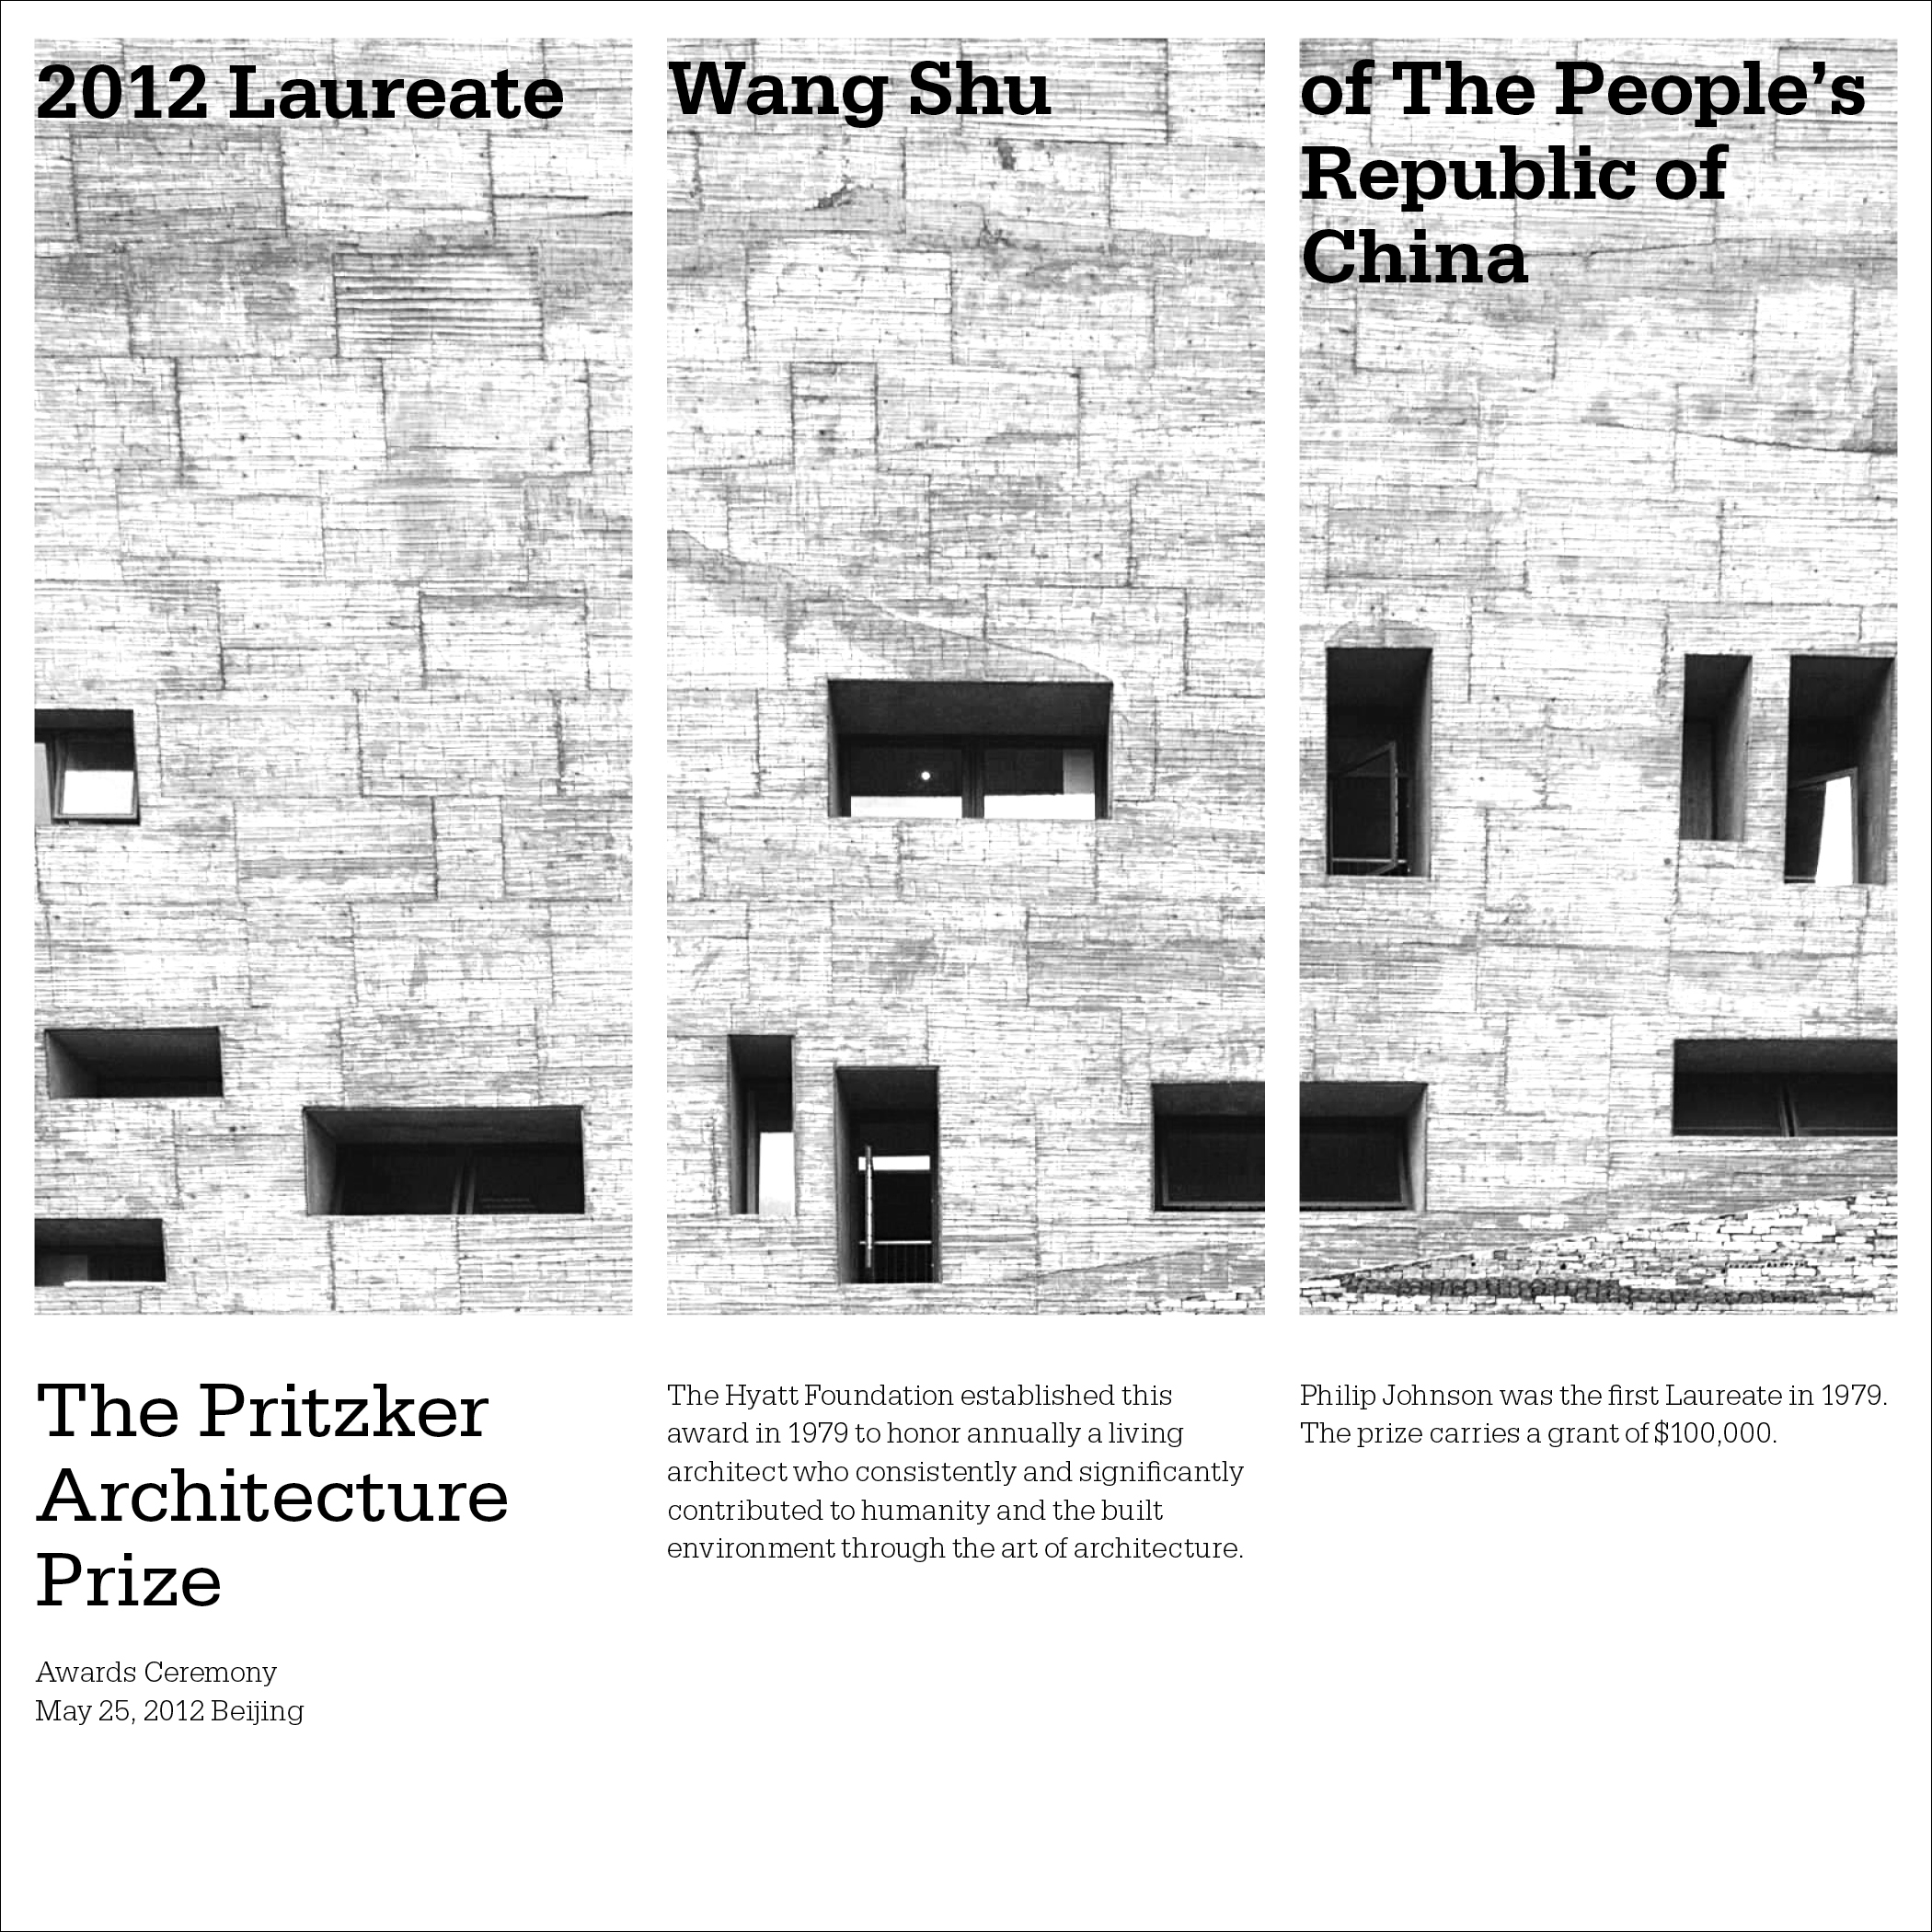 2012 Laureate
Wang Shu
of The People’s
Republic of
China
The Pritzker
Architecture
Prize
Awards Ceremony
May 25, 2012 Beijing
The Hyatt Foundation established this
award in 1979 to honor annually a living
architect who consistently and significantly
contributed to humanity and the built
environment through the art of architecture.
Philip Johnson was the first Laureate in 1979.
The prize carries a grant of $100,000.